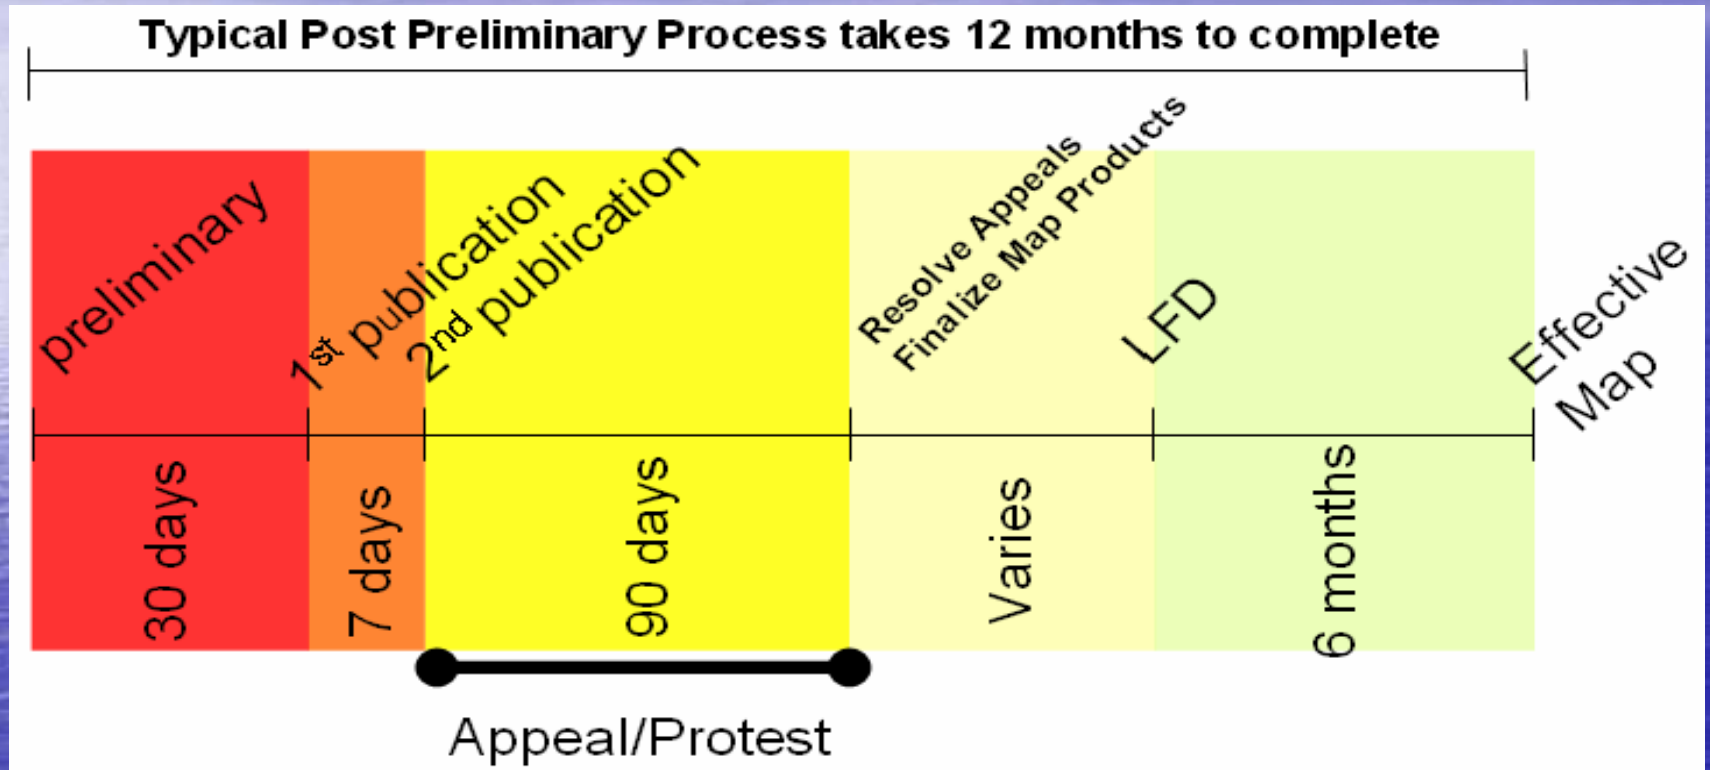 Typical Post Preliminary Process takes 12 months to complete
preliminary
1st publication
2nd publication
Resolve Appeals
Finalize Map Products
LFD
Effective
Map
30 days
7 days
90 days
Varies
6 months
Appeal/Protest